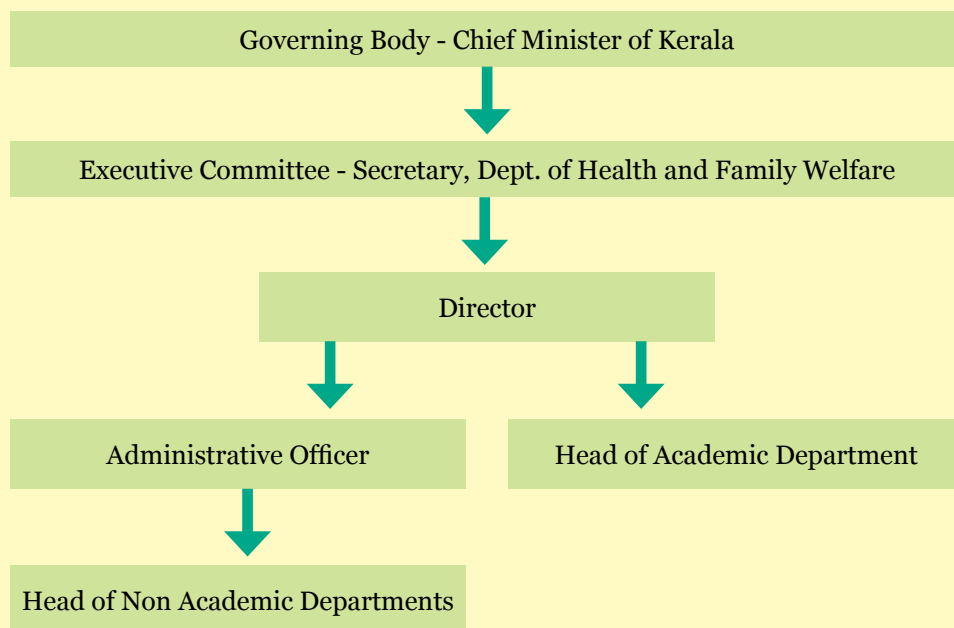 Governing Body - Chief Minister of Kerala
Executive Committee - Secretary, Dept. of Health and Family Welfare
Director
Administrative Officer
Head of Academic Department
Head of Non Academic Departments